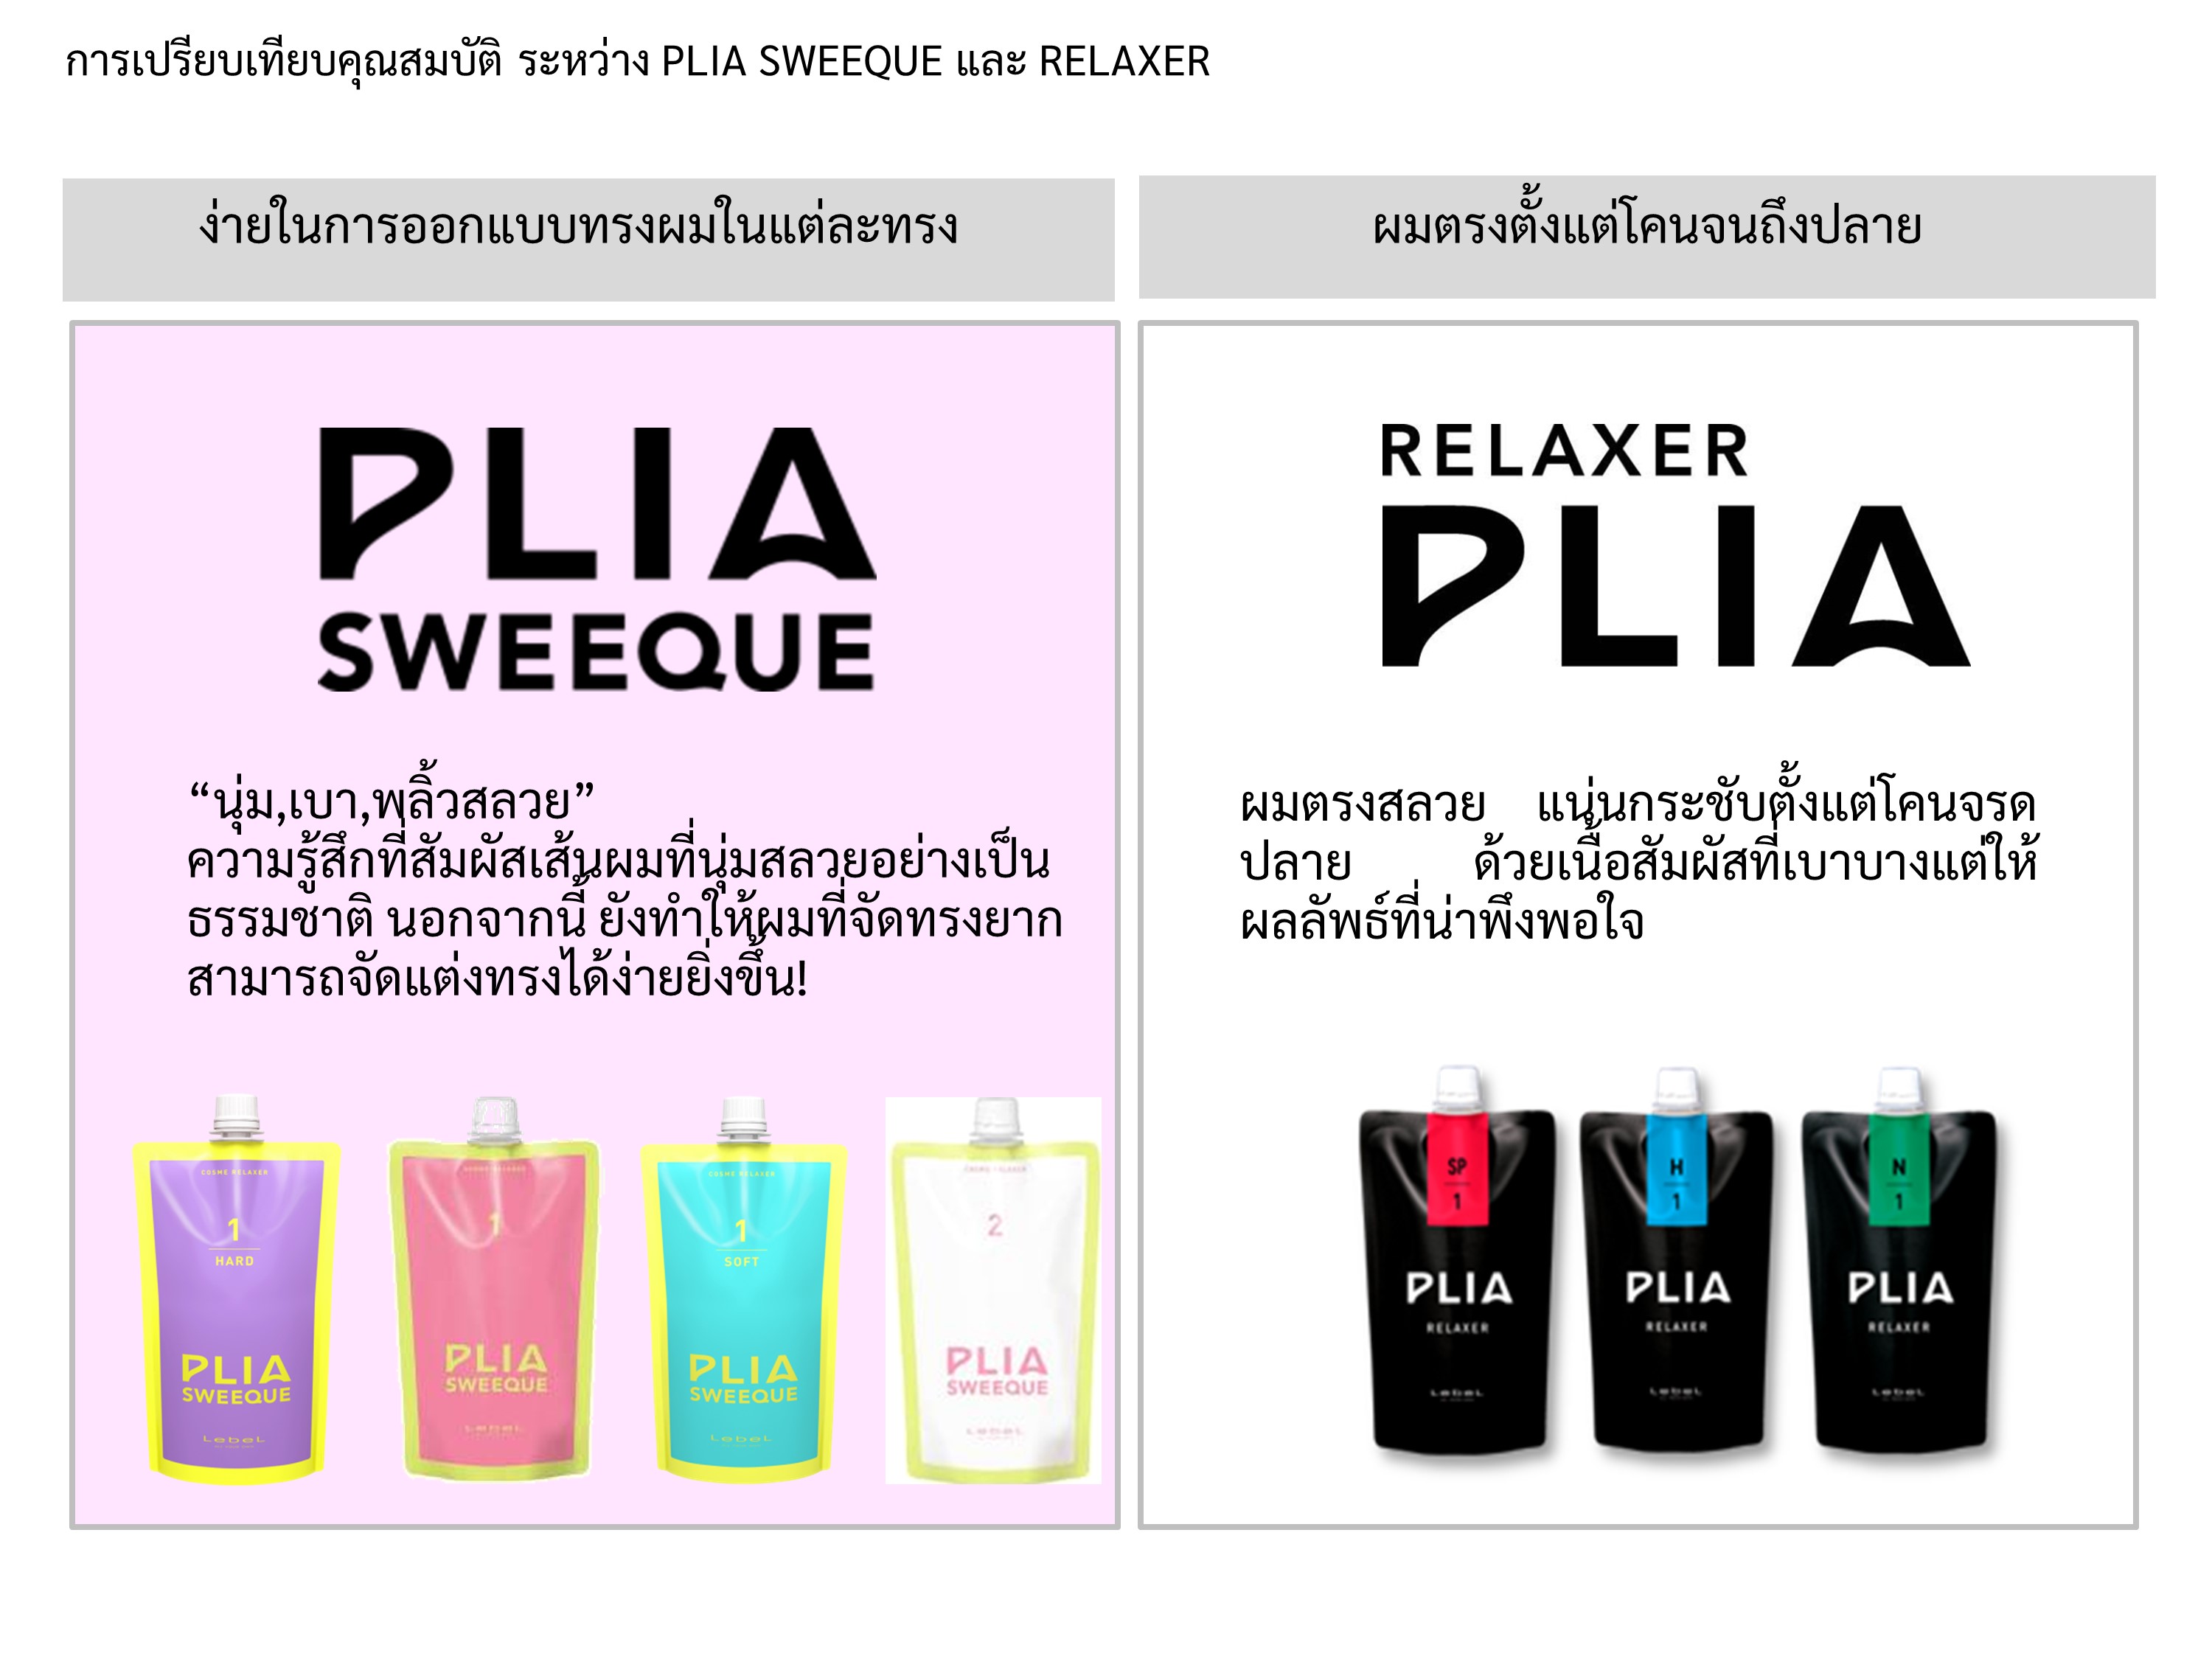 การเปรียบเทียบคุณสมบัติ ระหว่าง PLIA SWEEQUE และ RELAXER
ง่ายในการออกแบบทรงผมในแต่ละทรง
ผมตรงตั้งแต่โคนจนถึงปลาย
PLIA
SWEEQUE
“นุ่ม,เบา,พลิ้วสลวย”
ความรู้สึกที่สัมผัสเส้นผมที่นุ่มสลวยอย่างเป็น
ธรรมชาติ นอกจากนี้ ยังทำให้ผมที่จัดทรงยาก
สามารถจัดแต่งทรงได้ง่ายยิ่งขึ้น!
COSME RELAXER
1
HARD
PLIA
SWEEQUE
LebeL
1
PLIA
SWEEQUE
LebeL
COSME RELAXER
1
SOFT
PLIA
SWEEQUE
LebeL
2
PLIA
SWEEQUE
LebeL
RELAXER
PLIA
ผมตรงสลวย แน่นกระชับตั้งแต่โคนจรด
ปลาย ด้วยเนื้อสัมผัสที่เบาบางแต่ให้
ผลลัพธ์ที่น่าพึงพอใจ
SP
1
PLIA
RELAXER
LebeL
H
1
PLIA
RELAXER
LebeL
N
1
PLIA
RELAXER
LebeL